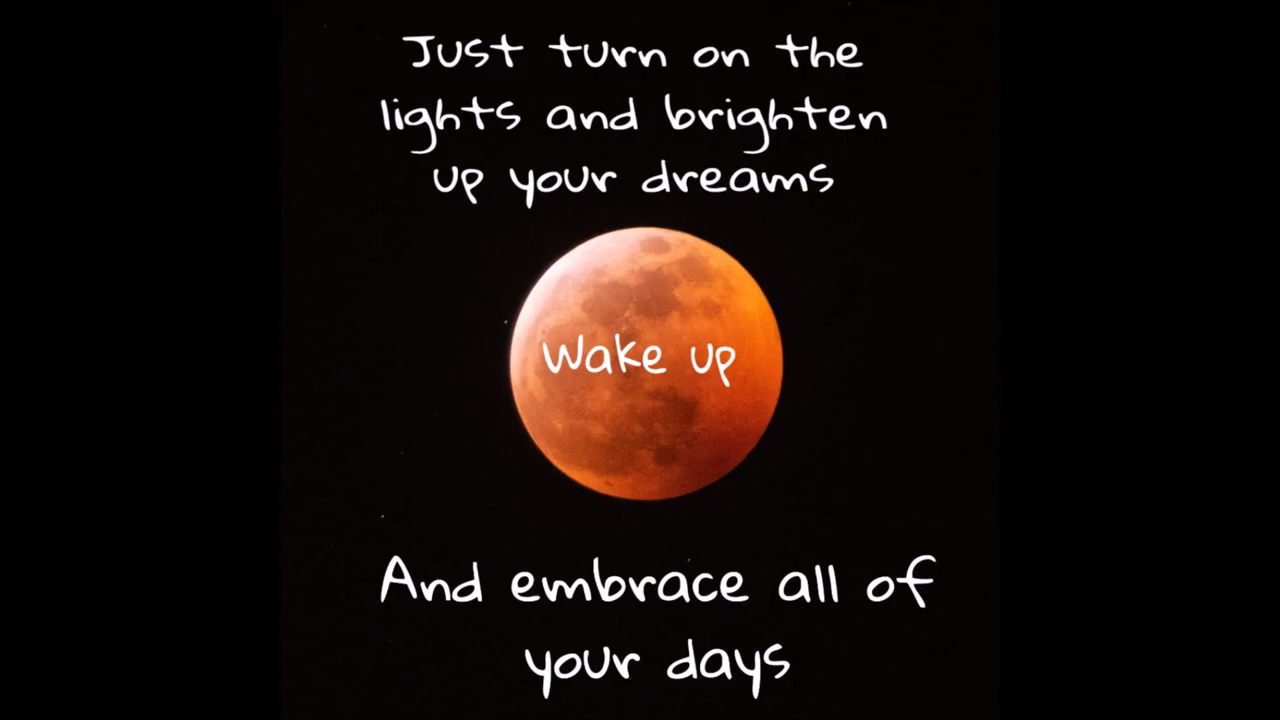 Just turn on the
lights and brighten
up your dreams
Wake up
And embrace all of
your days